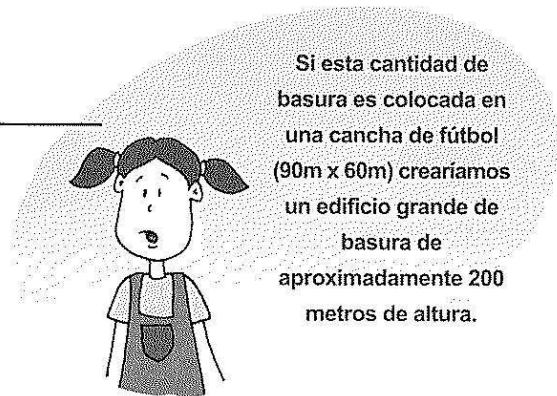 Si esta cantidad de
basura es colocada en
una cancha de fútbol
(90m x 60m) crearíamos
un edificio grande de
basura de
aproximadamente 200
metros de altura.